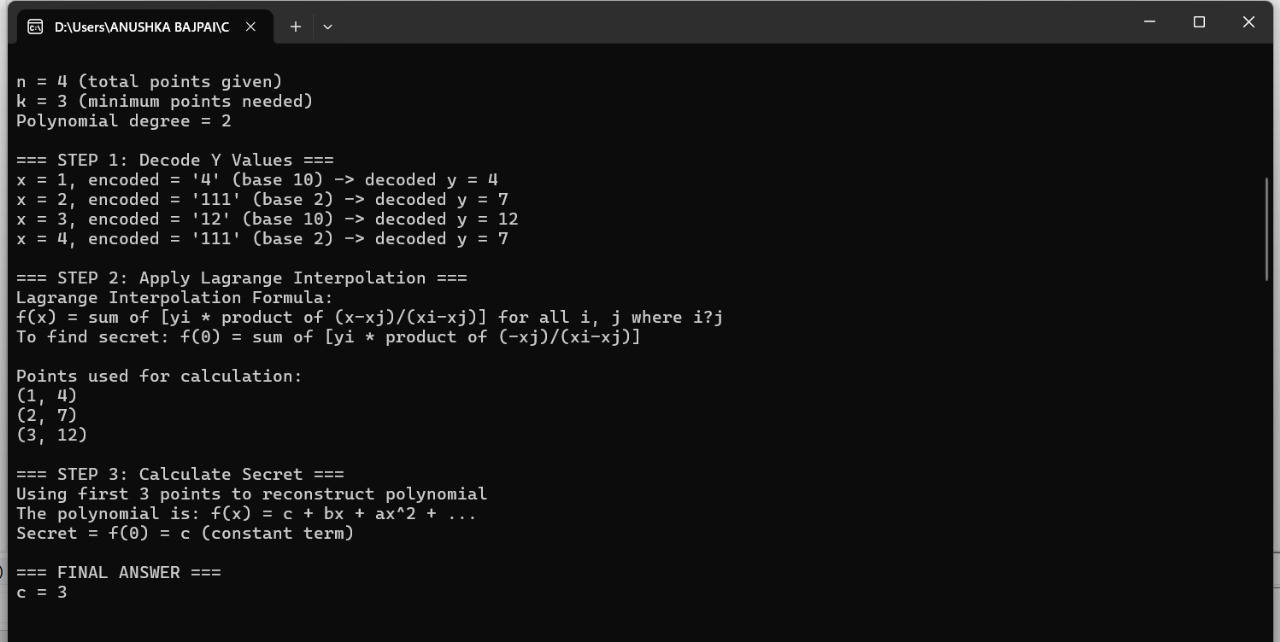 D:\Users\ANUSHKA BAJPAI\C
n = 4 (total points given)
k = 3 (minimum points needed)
Polynomial degree = 2
=== STEP 1: Decode Y Values ===
x = 1, encoded = '4' (base 10) -> decoded y = 4
x = 2, encoded = '111' (base 2) -> decoded y = 7
x = 3, encoded = '12' (base 10) -> decoded y = 12
x = 4, encoded = '111' (base 2) -> decoded y = 7
=== STEP 2: Apply Lagrange Interpolation ===
Lagrange Interpolation Formula:
f(x) = sum of [yi * product of (x-xj)/(xi-xj)] for all i, j where i?j
To find secret: f(0) = sum of [yi * product of (-xj)/(xi-xj)]
Points used for calculation:
(1, 4)
(2, 7)
(3, 12)
=== STEP 3: Calculate Secret ===
Using first 3 points to reconstruct polynomial
The polynomial is: f(x) = c + bx + ax^2 + ...
Secret = f(0) = c (constant term)
=== FINAL ANSWER ===
c = 3